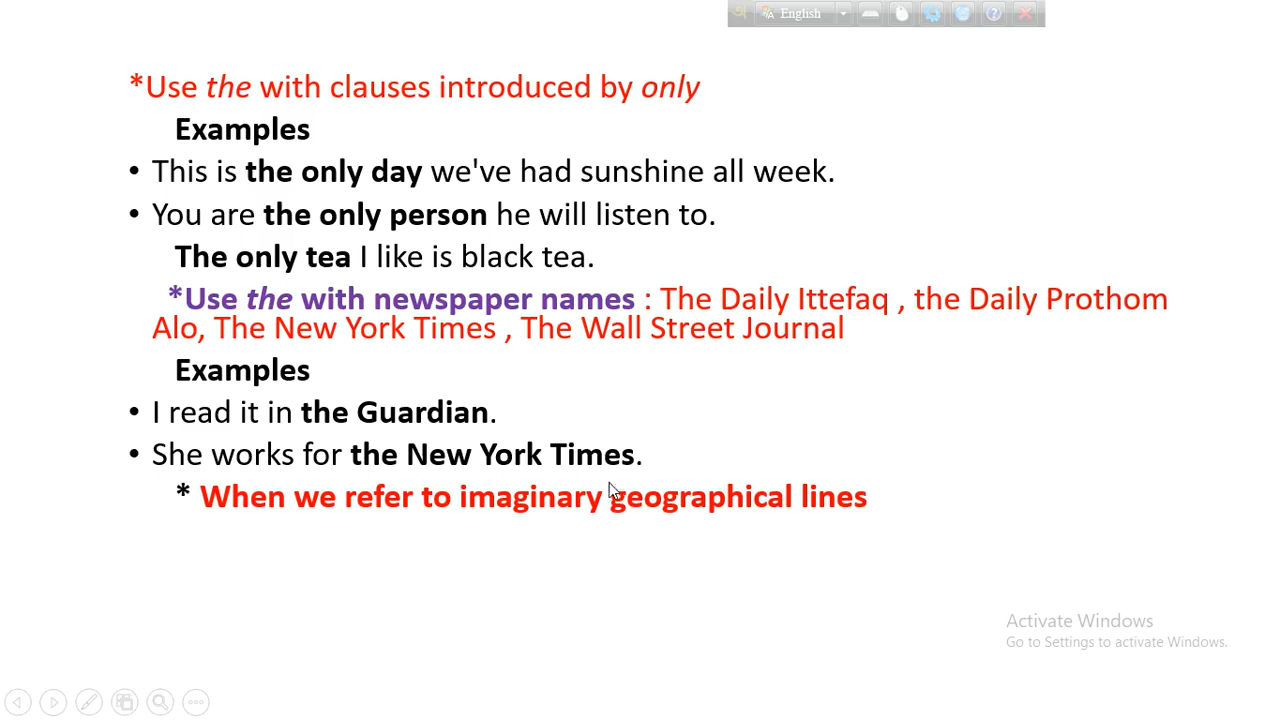 English
*Use the with clauses introduced by only
Examples
• This is the only day we've had sunshine all week.
• You are the only person he will listen to.
The only tea I like is black tea.
*Use the with newspaper names : The Daily Ittefaq , the Daily Prothom
Alo, The New York Times , The Wall Street Journal
Examples
• I read it in the Guardian.
• She works for the New York Times.
* When we refer to imaginary geographical lines
Activate Windows
Go to Settings to activate Windows.